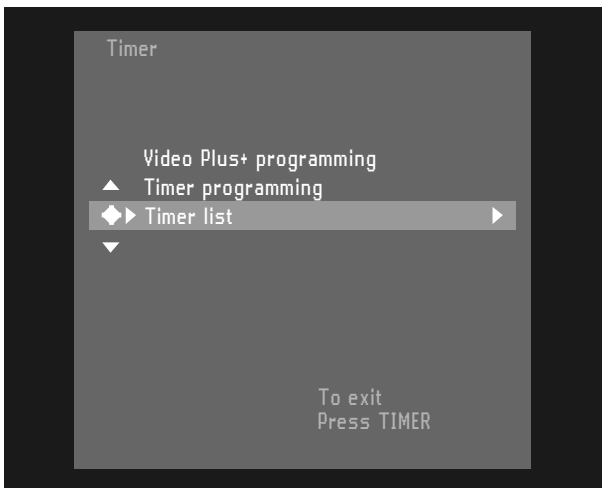 Timer
Video Plus+ programming
Timer programming
Timer list
To exit
Press TIMER